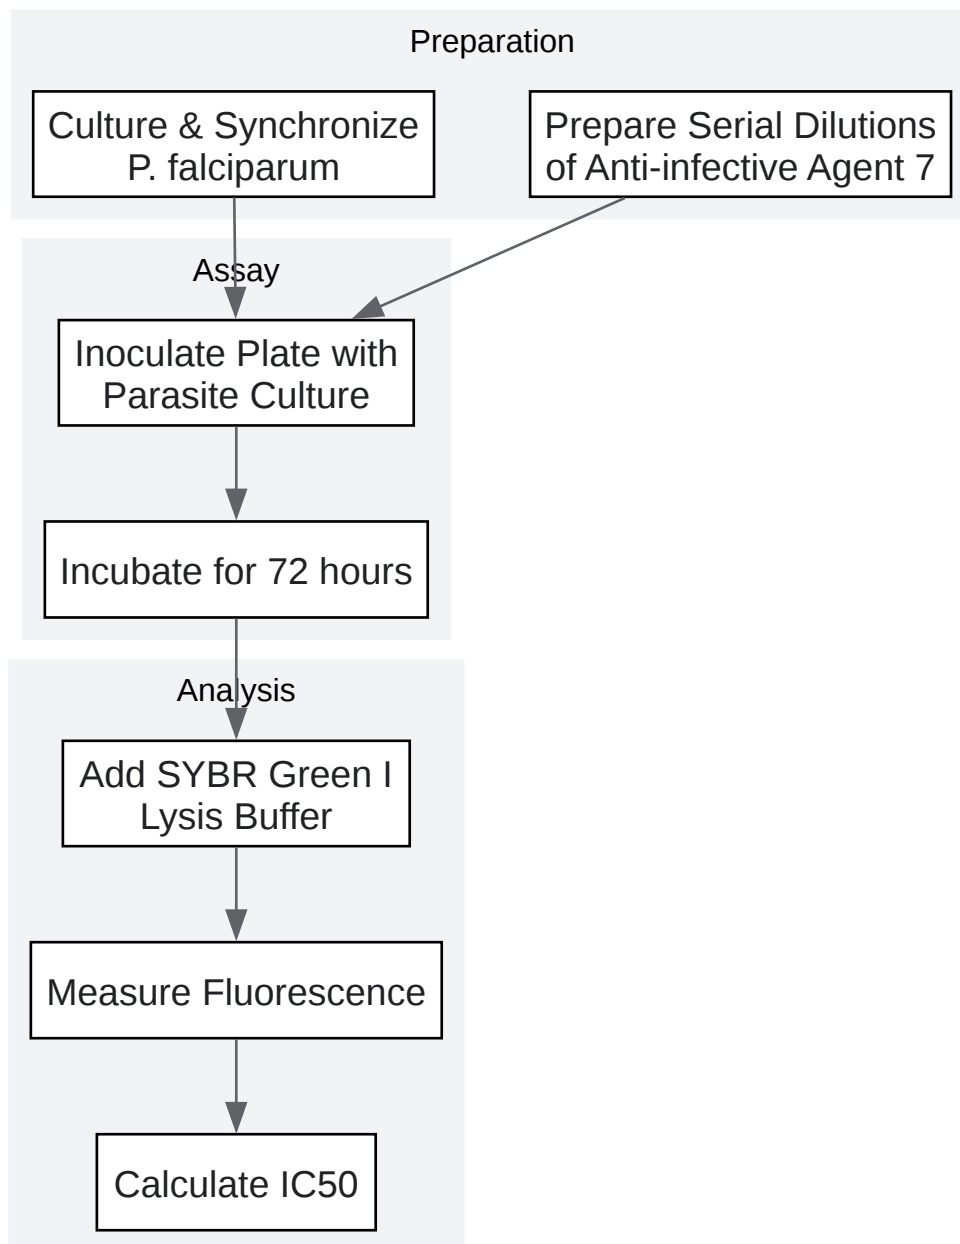 Preparation
Culture & Synchronize
P. falciparum
Prepare Serial Dilutions
of Anti-infective Agent 7
Assay
Inoculate Plate with
Parasite Culture
Incubate for 72 hours
Analysis
Add SYBR Green I
Lysis Buffer
Measure Fluorescence
Calculate IC50